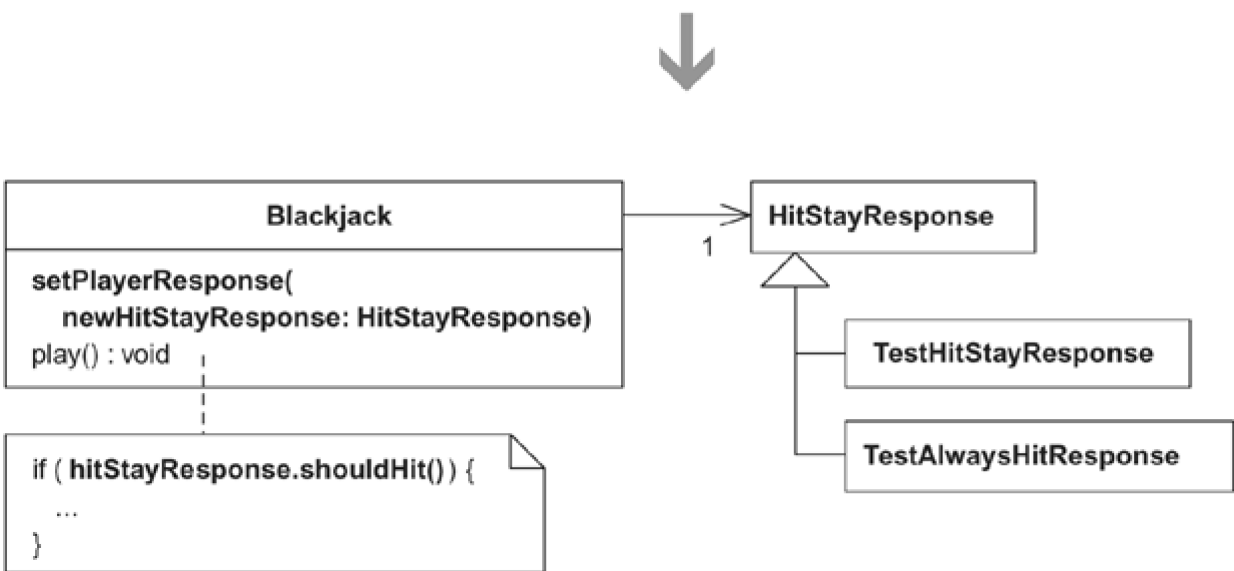 Blackjack
setPlayerResponse(
newHitStayResponse: HitStayResponse)
play() : void
if ( hitStayResponse.shouldHit() ) {
...
}
1
HitStayResponse
TestHitStayResponse
TestAlwaysHitResponse